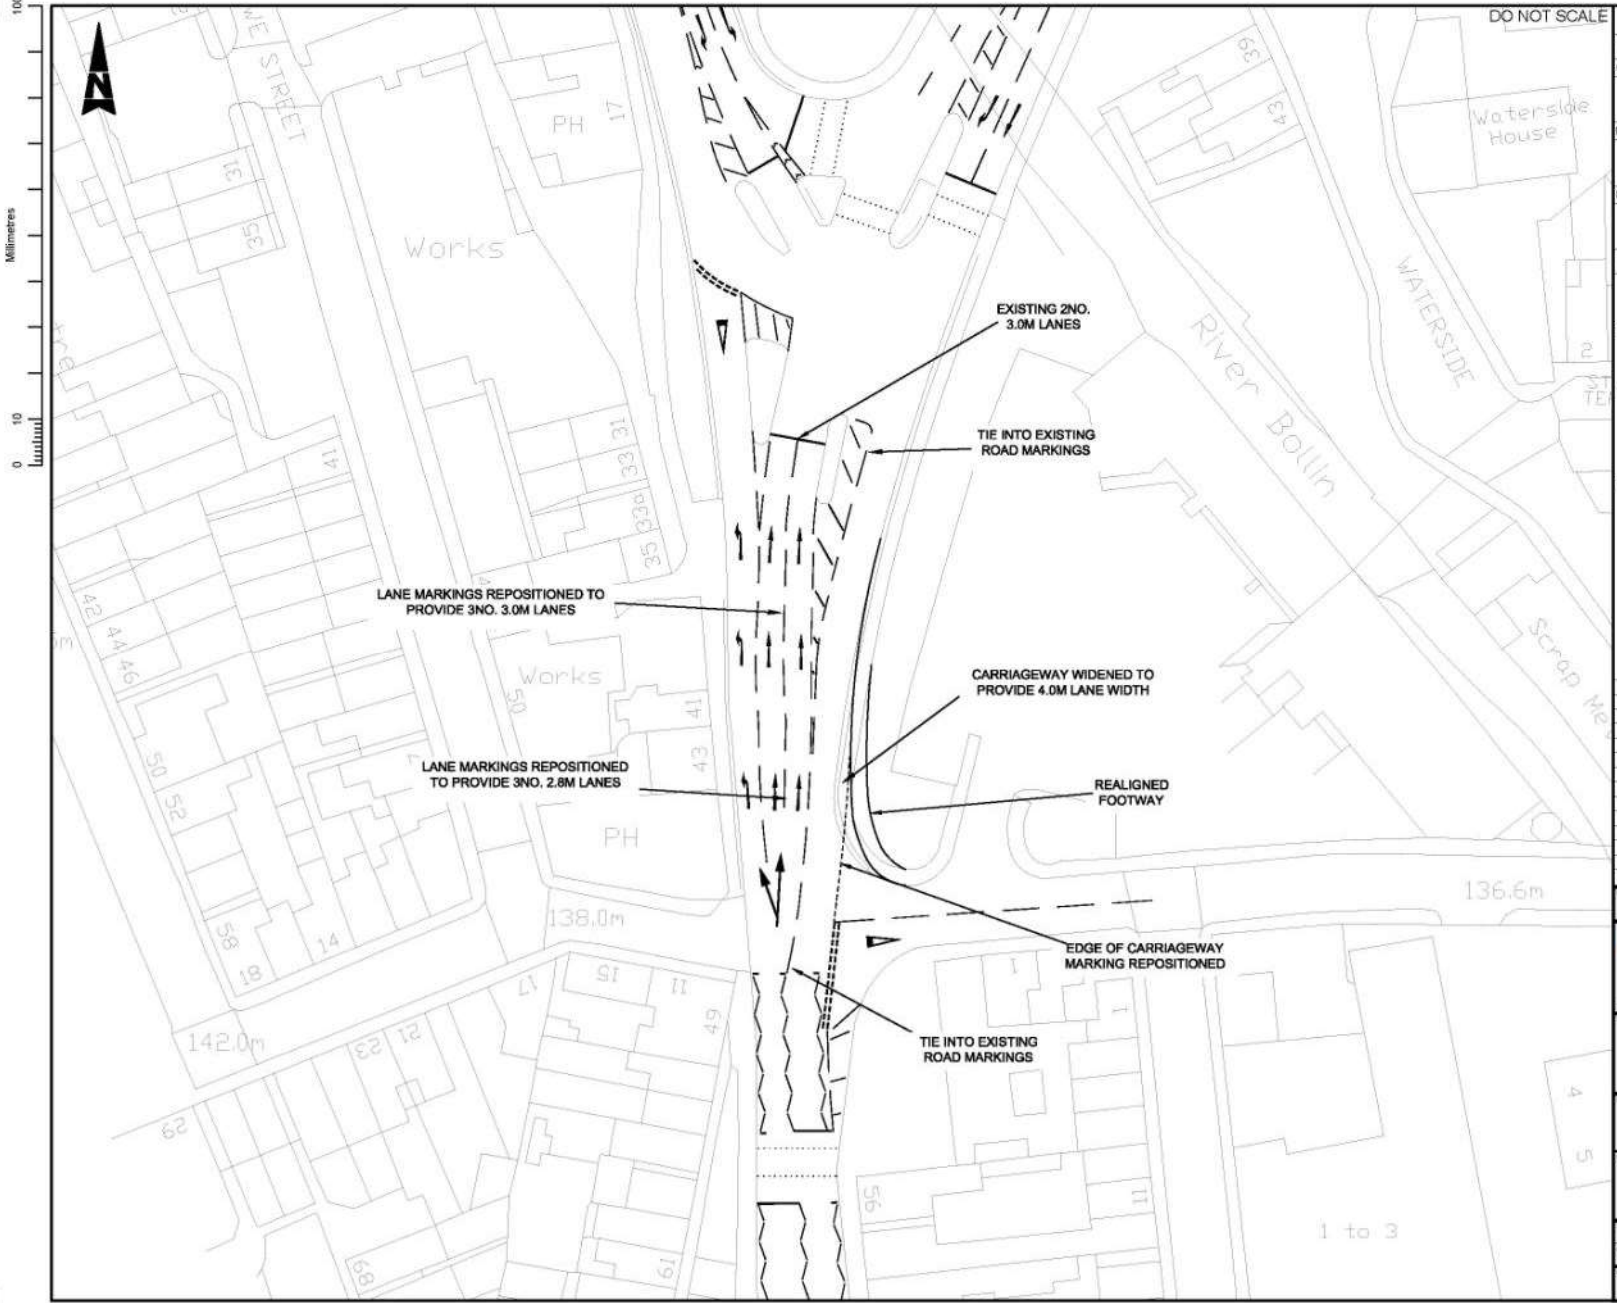 100
DO NOT SCALE
N
WE STREET
PH
17
39
43
Waterside
House
31
35
Works
Millimetres
WATERSIDE
River Bollin
EXISTING 2NO.
3.0M LANES
2
TIE INTO EXISTING
ROAD MARKINGS
10
0
41
31
33
33a
35
LANE MARKINGS REPOSITIONED TO
PROVIDE 3NO. 3.0M LANES
42
44
46
Works
50
41
43
CARRIAGEWAY WIDENED TO
PROVIDE 4.0M LANE WIDTH
Scrap Me
50
52
LANE MARKINGS REPOSITIONED
TO PROVIDE 3NO. 2.8M LANES
REALIGNED
FOOTWAY
PH
136.6m
138.0m
58
18
14
EDGE OF CARRIAGEWAY
MARKING REPOSITIONED
17
15
11
49
1
1
142.0m
23
21
TIE INTO EXISTING
ROAD MARKINGS
29
4
5
56
11
1 to 3
68
61